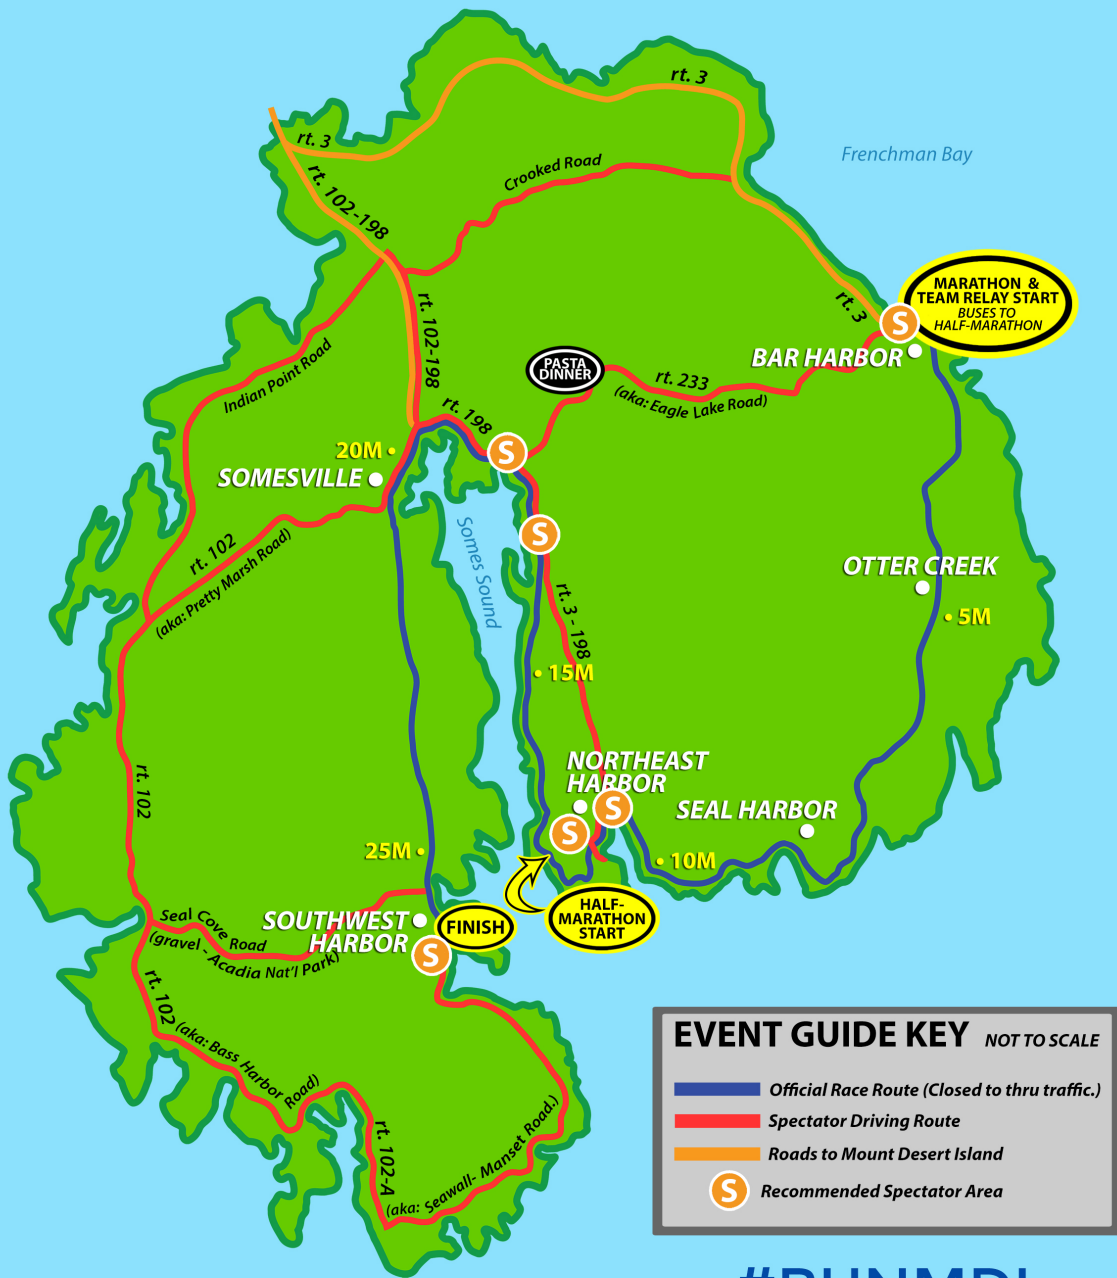 rt. 3
rt. 3
Frenchman Bay
Crooked Road
rt. 102-198
MARATHON &
TEAM RELAY START
BUSES TO
HALF-MARATHON
rt. 3
S
BAR HARBOR
rt. 102-198
Indian Point Road
PASTA
DINNER
rt. 233
(aka: Eagle Lake Road)
rt. 198
S
20M
SOMESVILLE
Somes Sound
S
rt. 102
(aka: Pretty Marsh Road)
OTTER CREEK
5M
rt. 3 - 198
15M
NORTHEAST
HARBOR
S
S
SEAL HARBOR
rt. 102
25M
10M
HALF-
MARATHON
START
Seal Cove Road
(gravel - Acadia Nat'l Park)
SOUTHWEST
HARBOR
FINISH
S
rt. 102
(aka: Bass Harbor Road)
rt. 102-A
(aka: Seawall- Manset Road.)
EVENT GUIDE KEY NOT TO SCALE
Official Race Route (Closed to thru traffic.)
Spectator Driving Route
Roads to Mount Desert Island
S Recommended Spectator Area
#RUNMDI